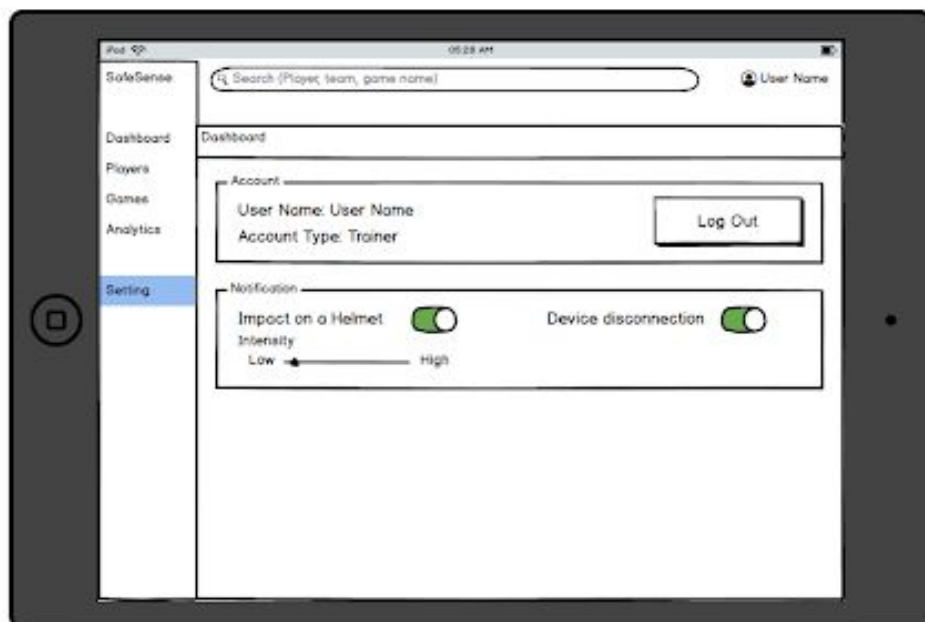 iPad 05:28 AM
SafeSense
Search (Player, team, game name)
User Name
Dashboard
Players
Games
Analytics
Setting
Dashboard
Account
User Name: User Name
Account Type: Trainer
Log Out
Notification
Impact on a Helmet
Intensity
Low High
Device disconnection